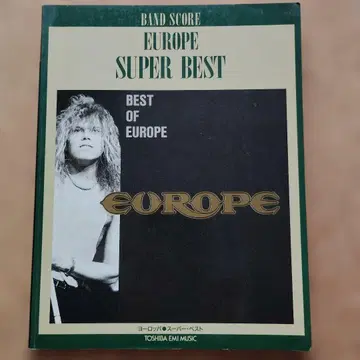 BAND SCORE
EUROPE
SUPER BEST
BEST
OF
EUROPE
EUROPE
ヨーロッパ●スーパー・ベスト
TOSHIBA EMI MUSIC